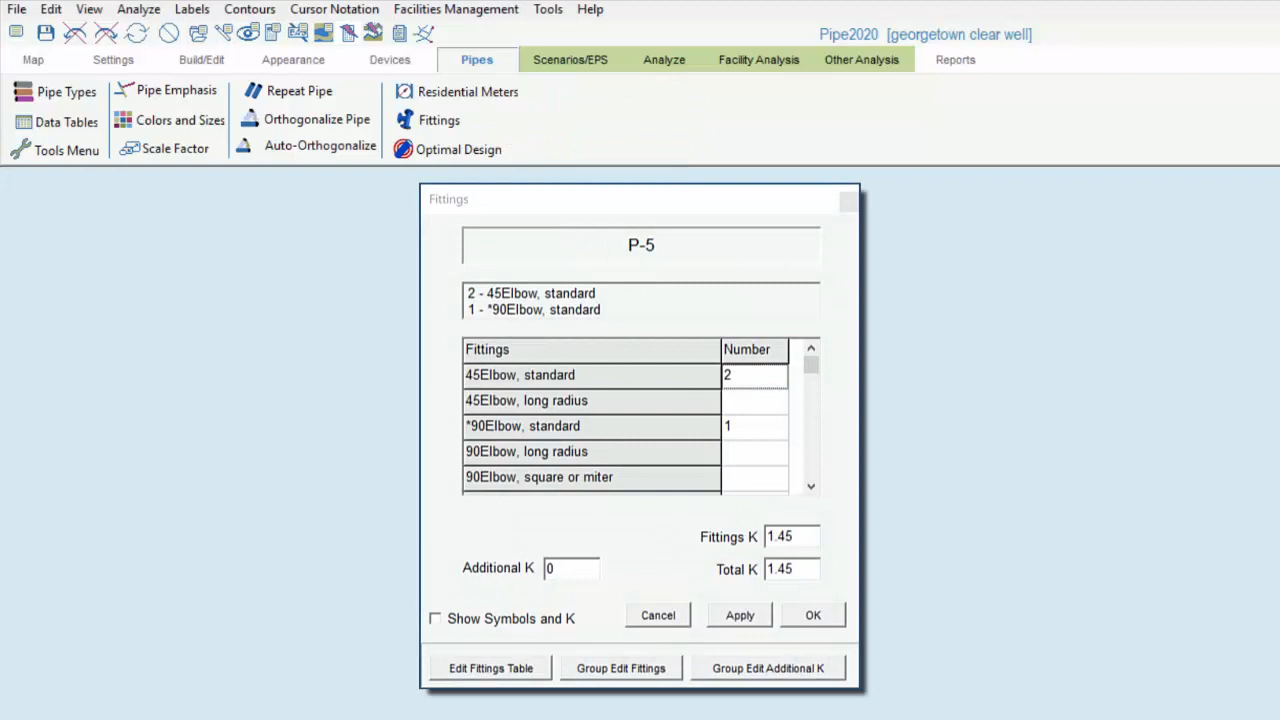 File Edit View Analyze Labels Contours Cursor Notation Facilities Management Tools Help
Pipe2020 [georgetown clear well]
Map Settings Build/Edit Appearance Devices Pipes Scenarios/EPS Analyze Facility Analysis Other Analysis Reports
Pipe Types Pipe Emphasis Repeat Pipe Residential Meters
Data Tables Colors and Sizes Orthogonalize Pipe Fittings
Tools Menu Scale Factor Auto-Orthogonalize Optimal Design
Fittings
P-5
2 - 45Elbow, standard
1 - *90Elbow, standard
Fittings Number
45Elbow, standard 2
45Elbow, long radius
*90Elbow, standard 1
90Elbow, long radius
90Elbow, square or miter
Fittings K 1.45
Additional K 0 Total K 1.45
Show Symbols and K Cancel Apply OK
Edit Fittings Table Group Edit Fittings Group Edit Additional K